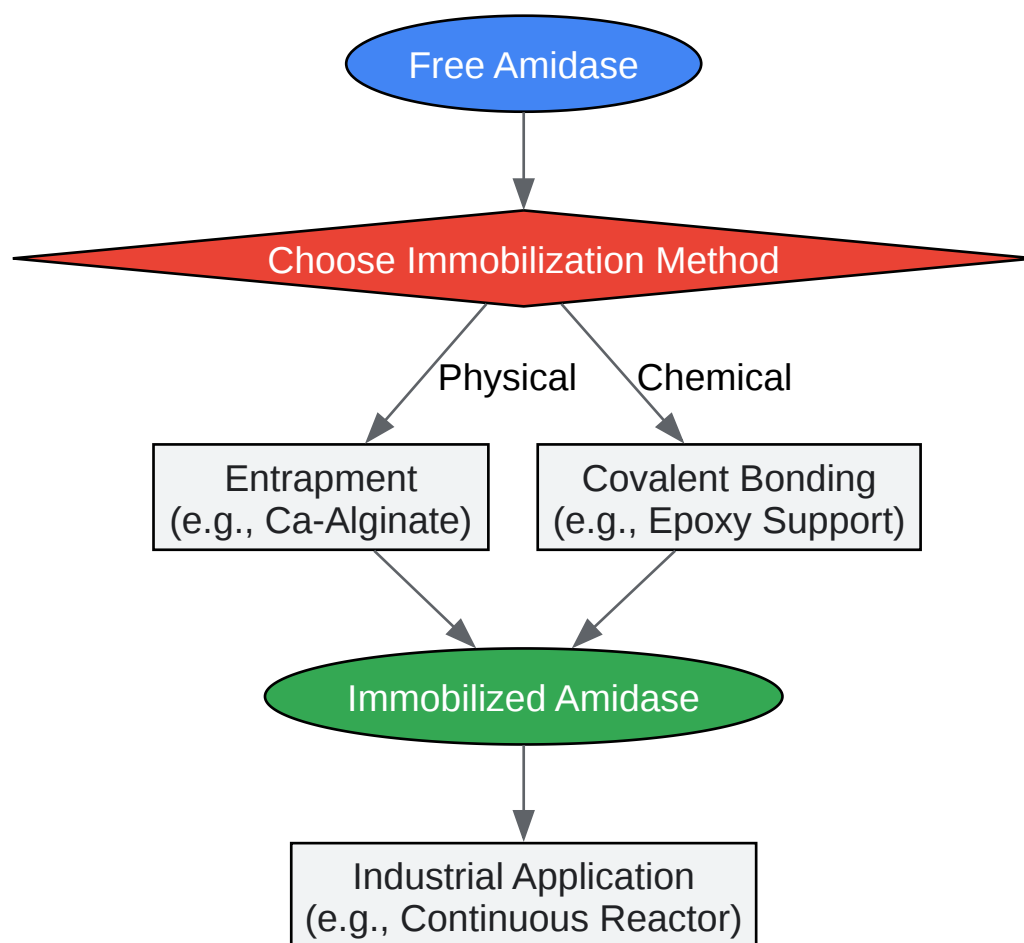 Free Amidase
Choose Immobilization Method
Physical
Chemical
Entrapment
(e.g., Ca-Alginate)
Covalent Bonding
(e.g., Epoxy Support)
Immobilized Amidase
Industrial Application
(e.g., Continuous Reactor)